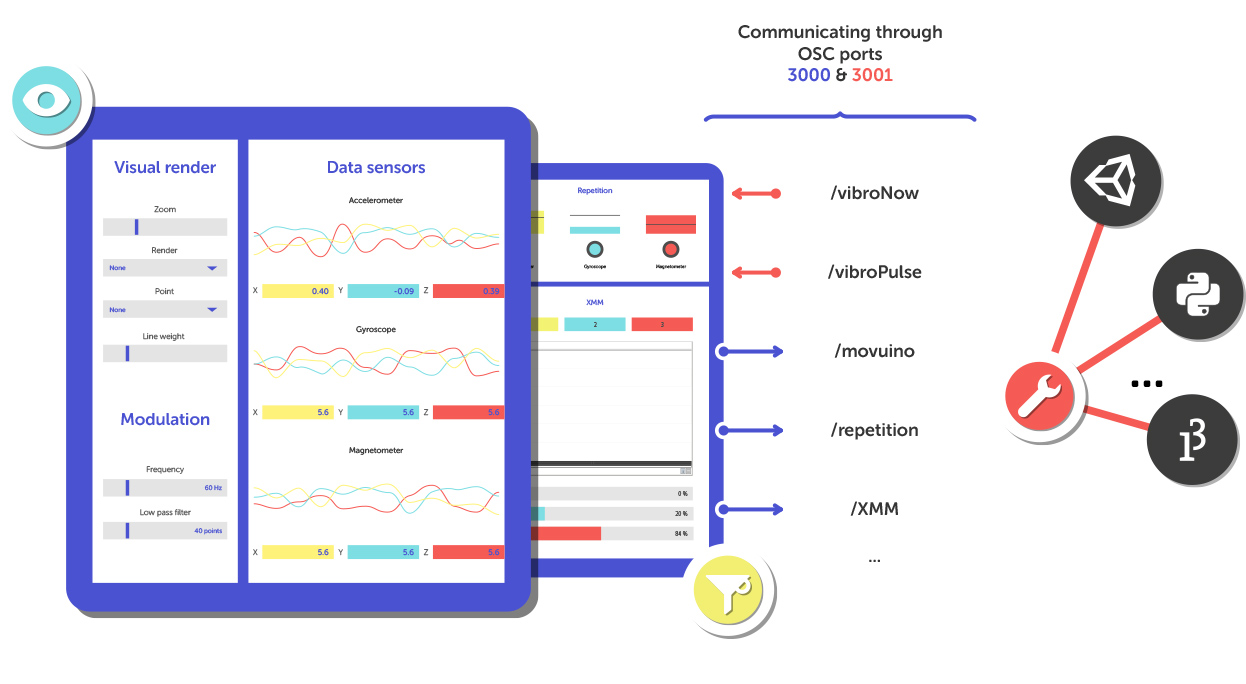 Communicating through
OSC ports
3000 & 3001
Visual render
Zoom
Render
None
Point
None
Line weight
Modulation
Frequency
60 Hz
Low pass filter
40 points
Data sensors
Accelerometer
X 0.40 Y -0.09 Z 0.39
Gyroscope
X 5.6 Y 5.6 Z 5.6
Magnetometer
X 5.6 Y 5.6 Z 5.6
Repetition
Gyroscope Magnetometer
XMM
2 3
0 %
20 %
84 %
/vibroNow
/vibroPulse
/movuino
/repetition
/XMM
...
...